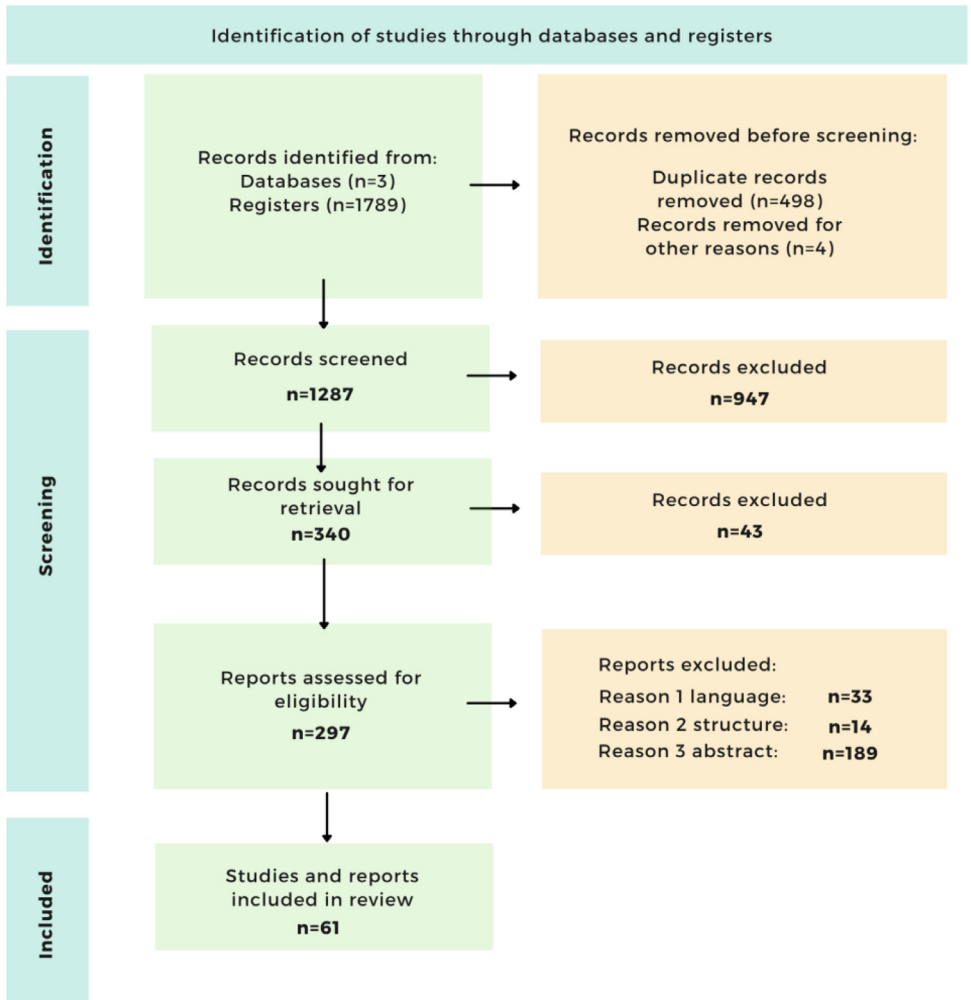 Identification of studies through databases and registers
Identification
Records identified from:
Databases (n=3)
Registers (n=1789)
Records removed before screening:
Duplicate records
removed (n=498)
Records removed for
other reasons (n=4)
Screening
Records screened
n=1287
Records excluded
n=947
Records sought for
retrieval
n=340
Records excluded
n=43
Reports assessed for
eligibility
n=297
Reports excluded:
Reason 1 language: n=33
Reason 2 structure: n=14
Reason 3 abstract: n=189
Included
Studies and reports
included in review
n=61